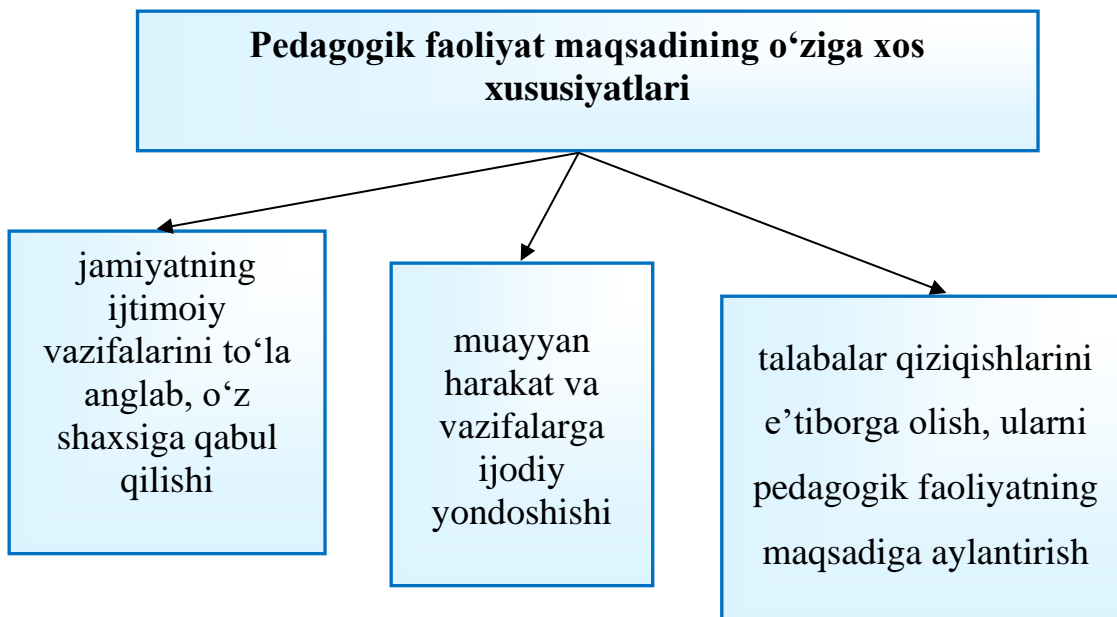 Pedagogik faoliyat maqsadining o‘ziga xos
xususiyatlari
jamiyatning
ijtimoiy
vazifalarini to‘la
anglab, o‘z
shaxsiga qabul
qilishi
muayyan
harakat va
vazifalarga
ijodiy
yondoshishi
talabalar qiziqishlarini
e’tiborga olish, ularni
pedagogik faoliyatning
maqsadiga aylantirish